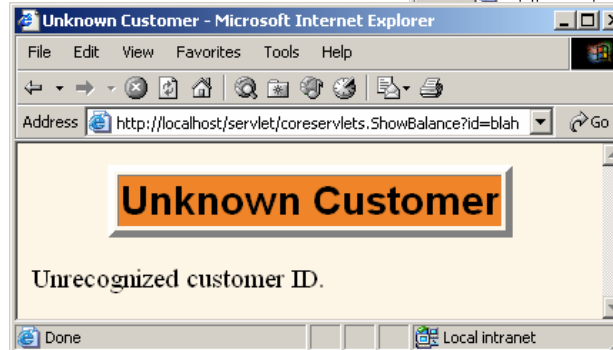 Unknown Customer - Microsoft Internet Explorer
File Edit View Favorites Tools Help
Address http://localhost/servlet/coreservlets.ShowBalance?id=blah Go
Unknown Customer
Unrecognized customer ID.
Done Local intranet